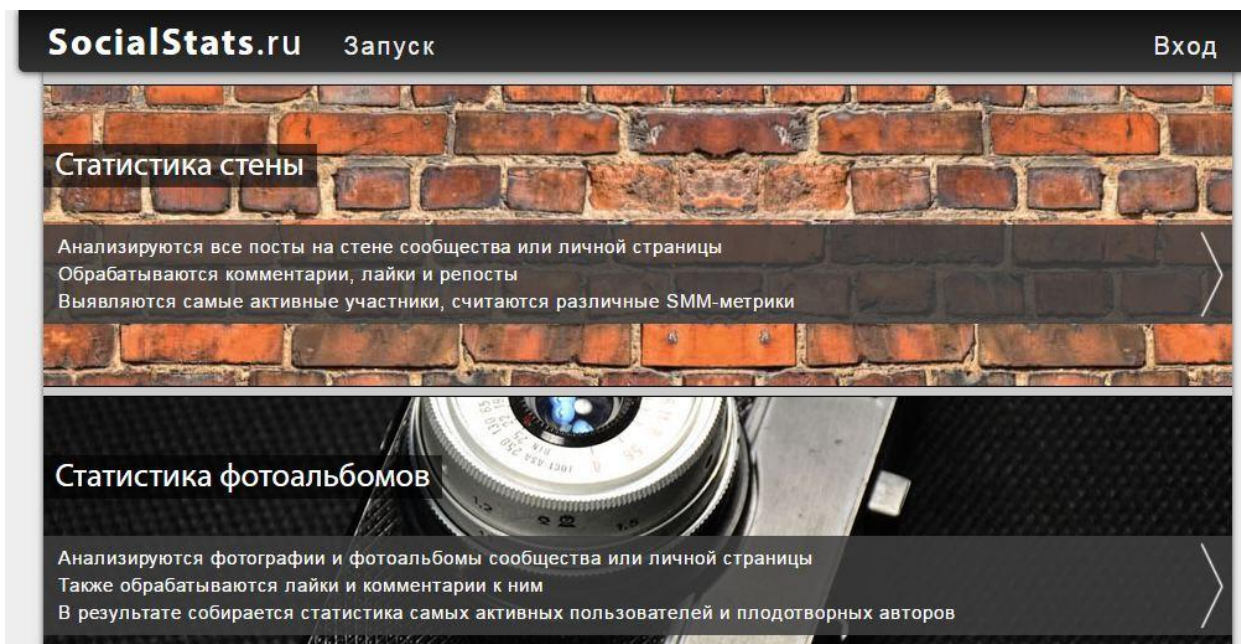 SocialStats.ru Запуск Вход
Статистика стены
Анализируются все посты на стене сообщества или личной страницы
Обрабатываются комментарии, лайки и репосты
Выявляются самые активные участники, считаются различные SMM-метрики
Статистика фотоальбомов
Анализируются фотографии и фотоальбомы сообщества или личной страницы
Также обрабатываются лайки и комментарии к ним
В результате собирается статистика самых активных пользователей и плодотворных авторов